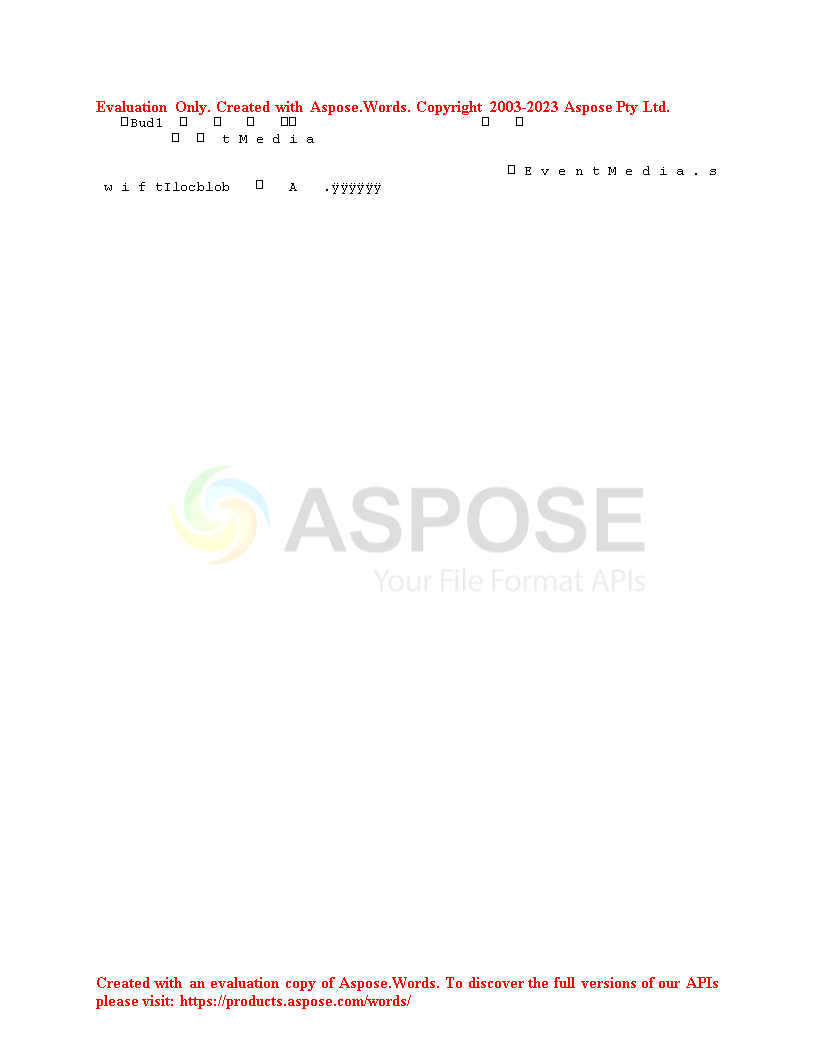 Evaluation Only. Created with Aspose.Words. Copyright 2003-2023 Aspose Pty Ltd.
□Bud1 □ □ □ □□ □ □
□ □ t M e d i a
□ E v e n t M e d i a . s
w i f tIlocblob □ A .ÿÿÿÿÿÿ
ASPOSE
Your File Format APIs
Created with an evaluation copy of Aspose.Words. To discover the full versions of our APIs
please visit: https://products.aspose.com/words/